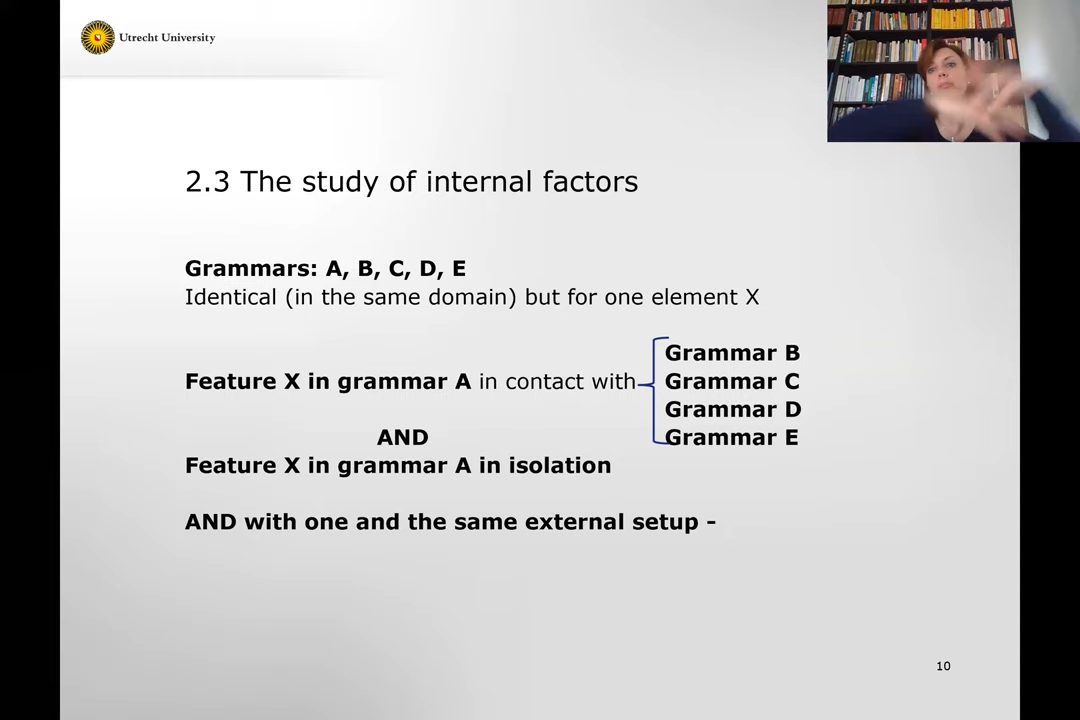 Utrecht University
2.3 The study of internal factors
Grammars: A, B, C, D, E
Identical (in the same domain) but for one element X
Grammar B
Feature X in grammar A in contact with Grammar C
Grammar D
AND Grammar E
Feature X in grammar A in isolation
AND with one and the same external setup -
10